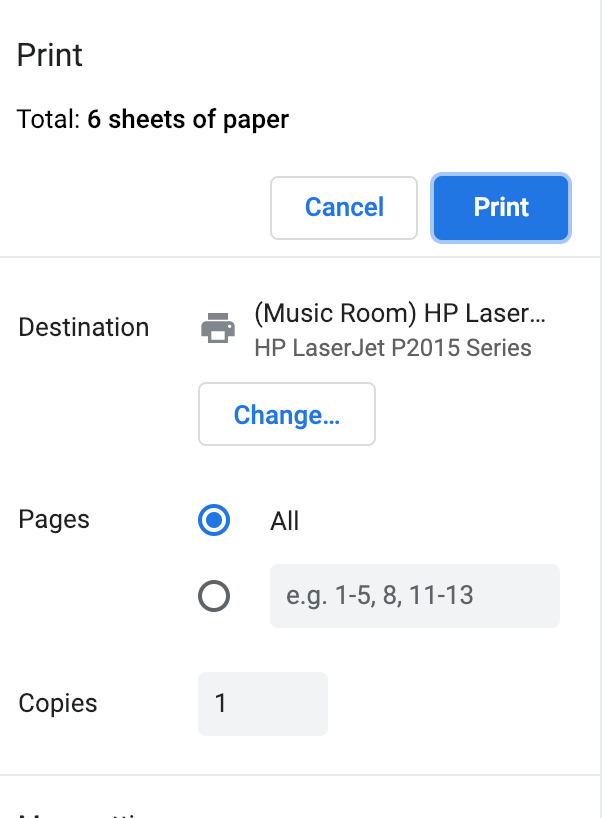 Print
Total: 6 sheets of paper
Cancel
Print
Destination
(Music Room) HP Laser...
HP LaserJet P2015 Series
Change...
Pages
All
e.g. 1-5, 8, 11-13
Copies
1